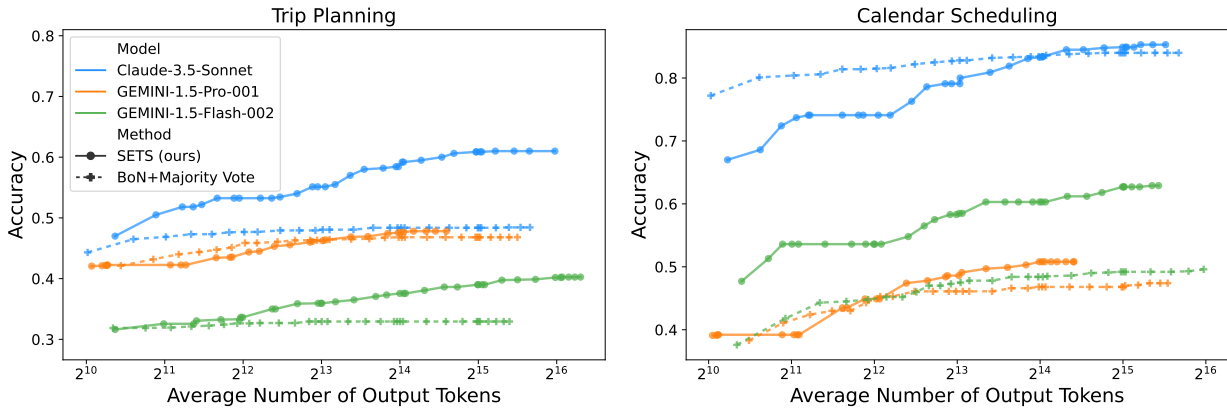 Trip Planning
0.8
0.7
0.6
0.5
0.4
0.3
Accuracy
Model
Claude-3.5-Sonnet
GEMINI-1.5-Pro-001
GEMINI-1.5-Flash-002
Method
SETS (ours)
BoN+Majority Vote
2^10 2^11 2^12 2^13 2^14 2^15 2^16
Average Number of Output Tokens
Calendar Scheduling
0.8
0.7
0.6
0.5
0.4
Accuracy
2^10 2^11 2^12 2^13 2^14 2^15 2^16
Average Number of Output Tokens